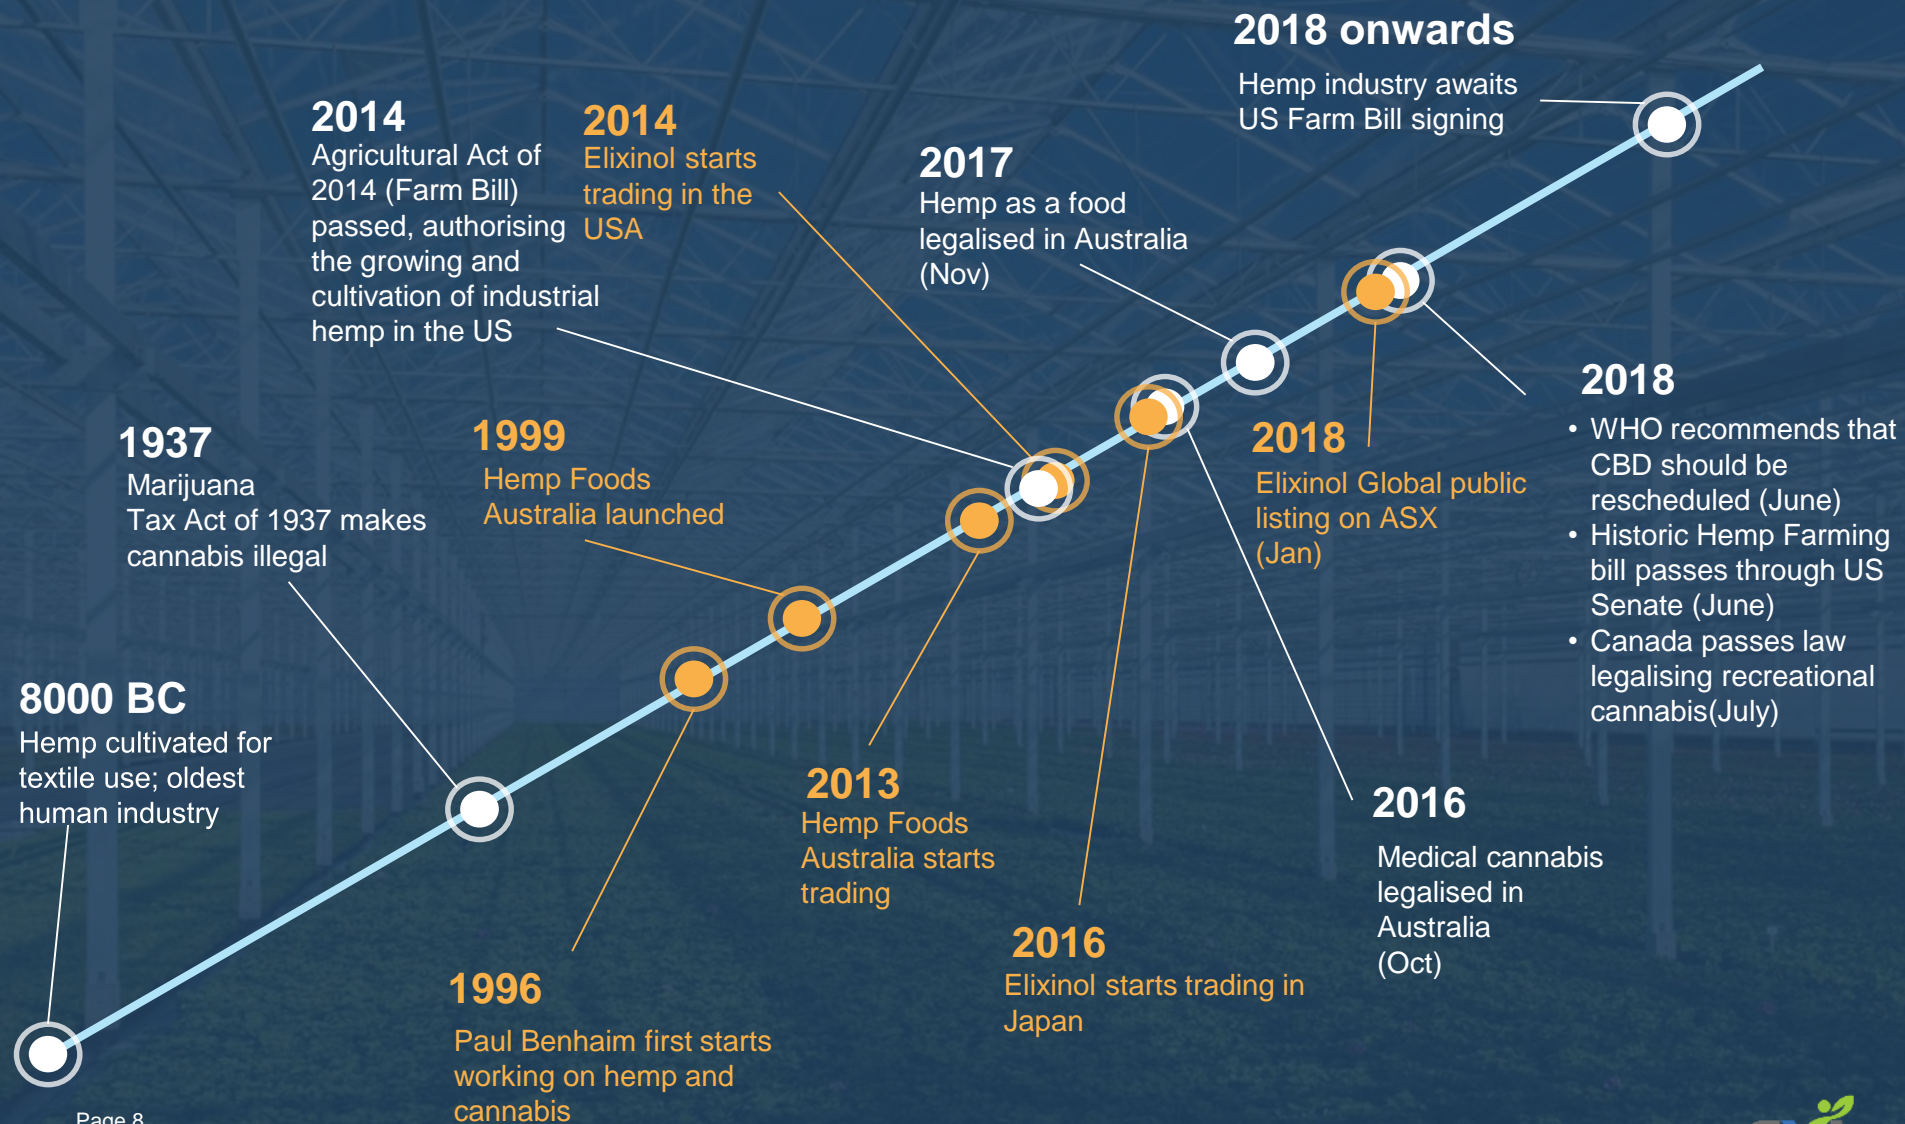 2018 onwards
Hemp industry awaits
US Farm Bill signing
2014
Agricultural Act of
2014 (Farm Bill)
passed, authorising
the growing and
cultivation of industrial
hemp in the US
2014
Elixinol starts
trading in the
USA
2017
Hemp as a food
legalised in Australia
(Nov)
1937
Marijuana
Tax Act of 1937 makes
cannabis illegal
1999
Hemp Foods
Australia launched
2018
Elixinol Global public
listing on ASX
(Jan)
2018
• WHO recommends that
CBD should be
rescheduled (June)
• Historic Hemp Farming
bill passes through US
Senate (June)
• Canada passes law
legalising recreational
cannabis(July)
8000 BC
Hemp cultivated for
textile use; oldest
human industry
2013
Hemp Foods
Australia starts
trading
2016
Medical cannabis
legalised in
Australia
(Oct)
2016
Elixinol starts trading in
Japan
1996
Paul Benhaim first starts
working on hemp and
cannabis
Page 8